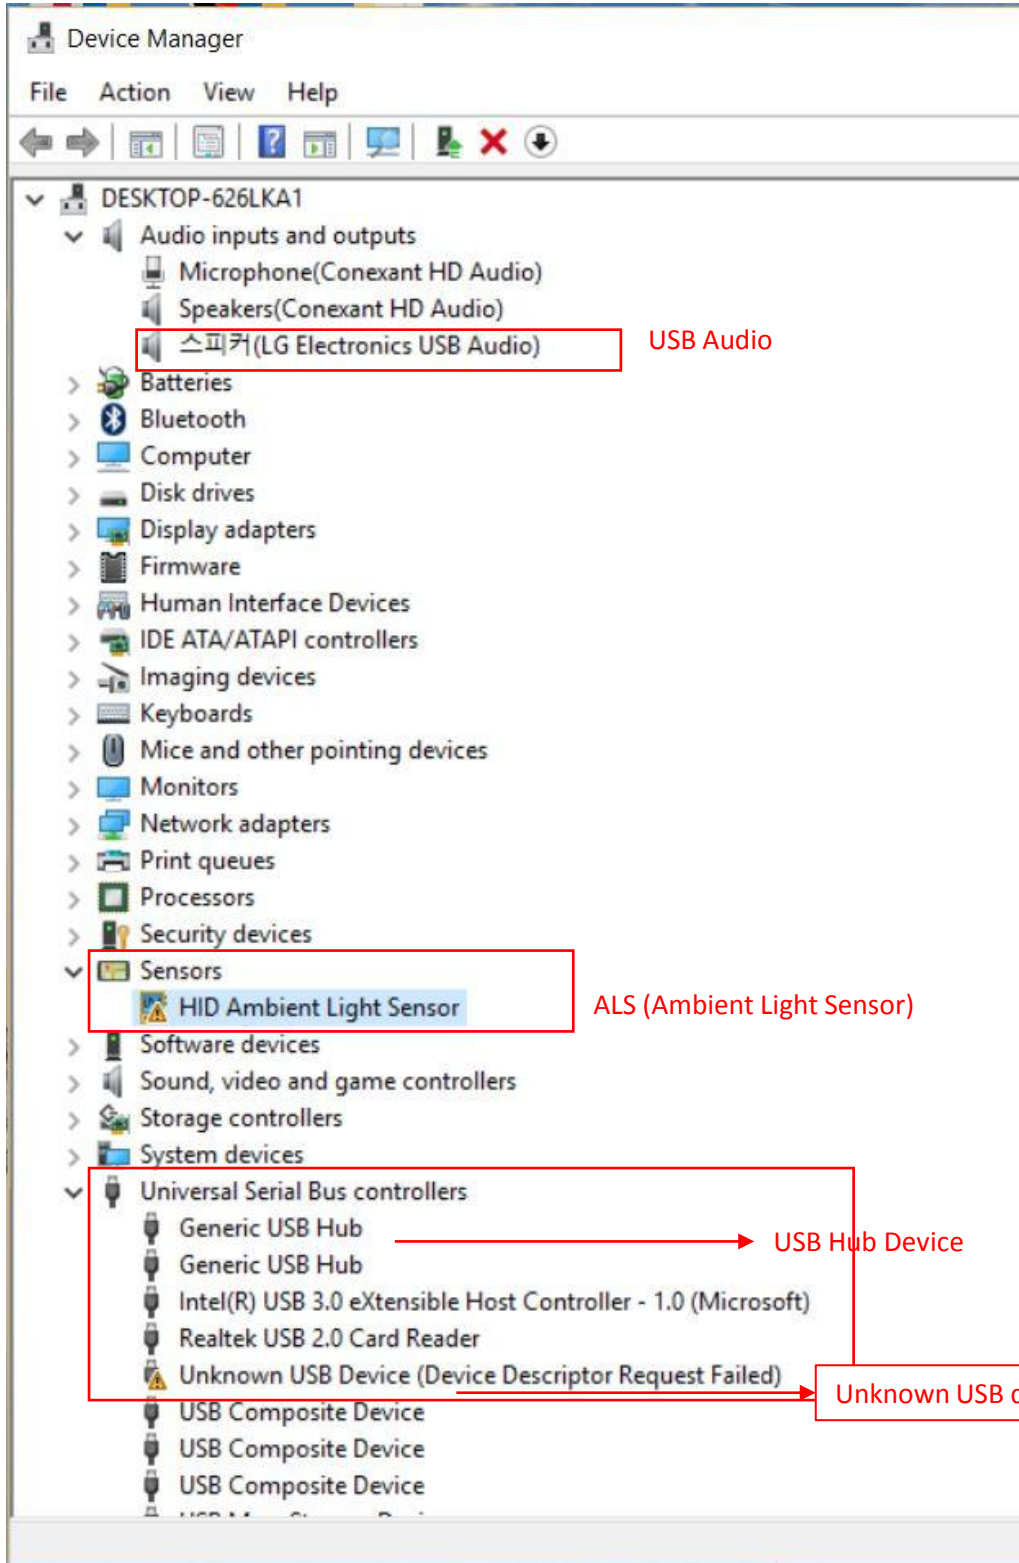 Device Manager
File Action View Help
DESKTOP-626LKA1
Audio inputs and outputs
Microphone(Conexant HD Audio)
Speakers(Conexant HD Audio)
스피커(LG Electronics USB Audio)
USB Audio
Batteries
Bluetooth
Computer
Disk drives
Display adapters
Firmware
Human Interface Devices
IDE ATA/ATAPI controllers
Imaging devices
Keyboards
Mice and other pointing devices
Monitors
Network adapters
Print queues
Processors
Security devices
Sensors
HID Ambient Light Sensor
ALS (Ambient Light Sensor)
Software devices
Sound, video and game controllers
Storage controllers
System devices
Universal Serial Bus controllers
Generic USB Hub
USB Hub Device
Generic USB Hub
Intel(R) USB 3.0 eXtensible Host Controller - 1.0 (Microsoft)
Realtek USB 2.0 Card Reader
Unknown USB Device (Device Descriptor Request Failed)
Unknown USB
USB Composite Device
USB Composite Device
USB Composite Device